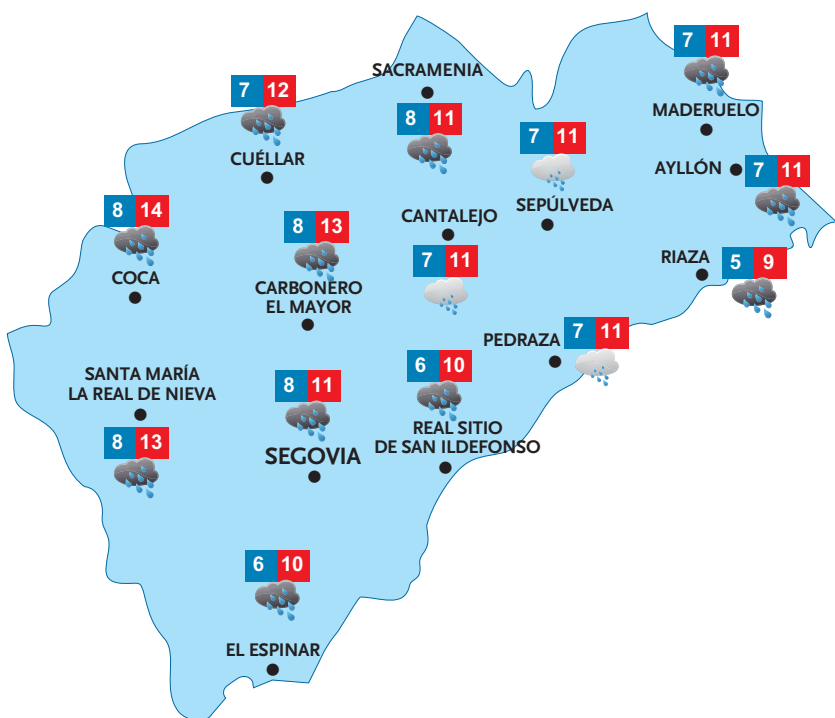 7 11
MADERUELO
SACRAMENIA
8 11
7 12
CUÉLLAR
7 11
SEPÚLVEDA
AYLLÓN
7 11
8 14
COCA
CANTALEJO
7 11
8 13
CARBONERO
EL MAYOR
RIAZA
5 9
PEDRAZA
7 11
SANTA MARÍA
LA REAL DE NIEVA
8 13
8 11
SEGOVIA
6 10
REAL SITIO
DE SAN ILDEFONSO
6 10
EL ESPINAR